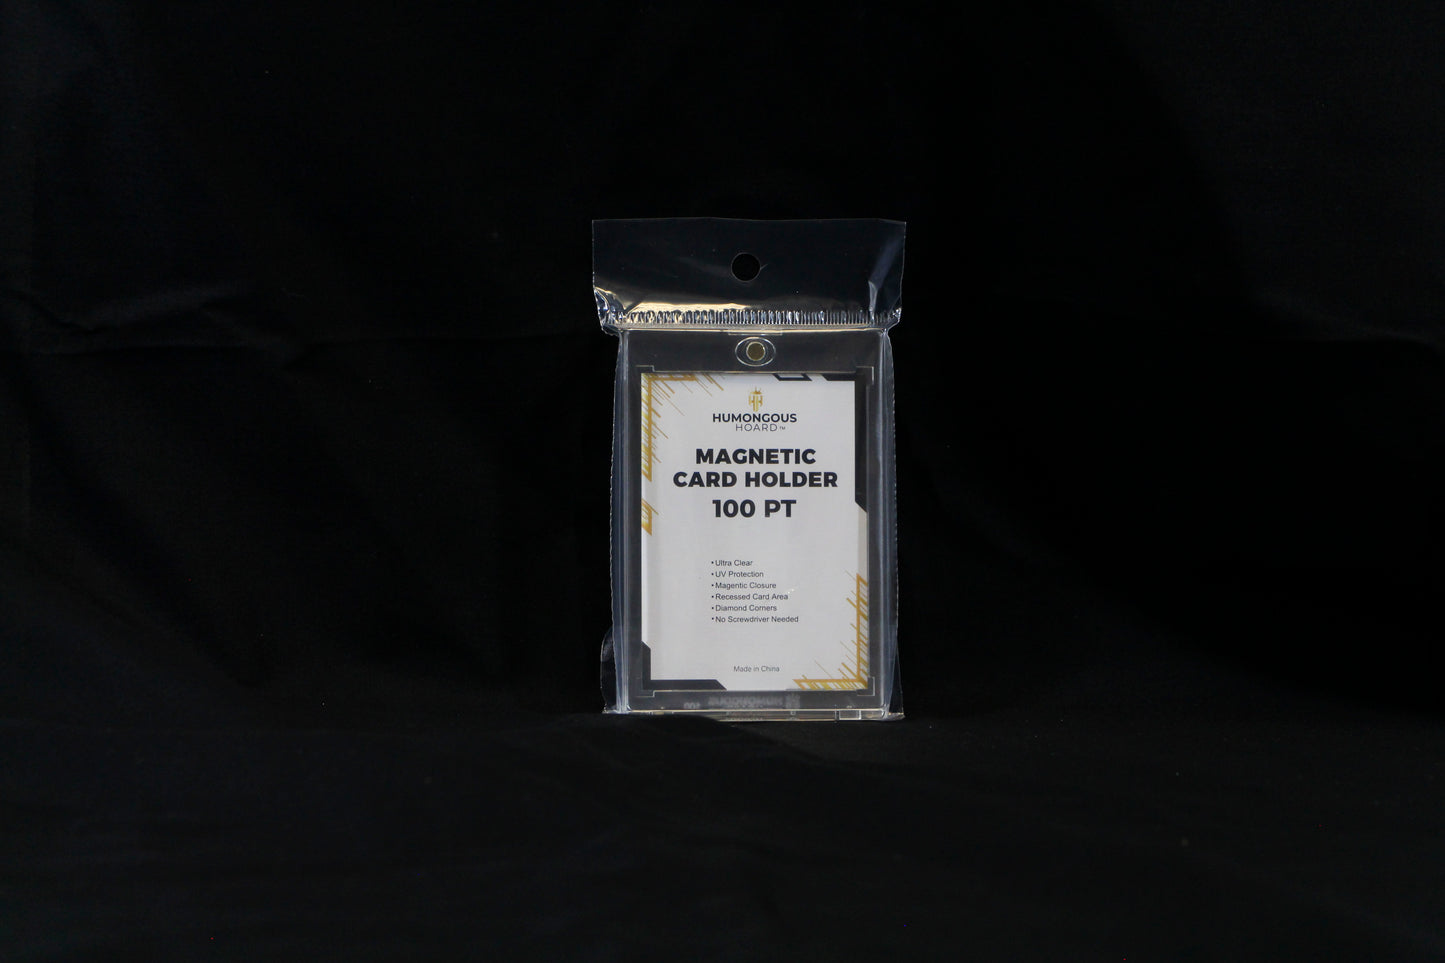 HUMONGOUS
HOARD™
MAGNETIC
CARD HOLDER
100 PT
• Ultra Clear
• UV Protection
• Magentic Closure
• Recessed Card Area
• Diamond Corners
• No Screwdriver Needed
Made in China